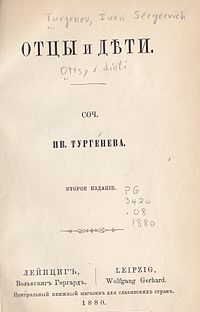 Turgenev, Ivan Sergeevich
ОТЦЫ И ДѢТИ.
Ottsy i dieti
СОЧ.
ИВ. ТУРГЕНЕВА.
ВТОРОЕ ИЗДАНІЕ.
PG
3420
.O8
1880
ЛЕЙПЦИГЪ, LEIPZIG,
Вольфгангъ Гергардъ. Wolfgang Gerhard.
Центральный книжный магазинъ для славянскихъ странъ.
1880.